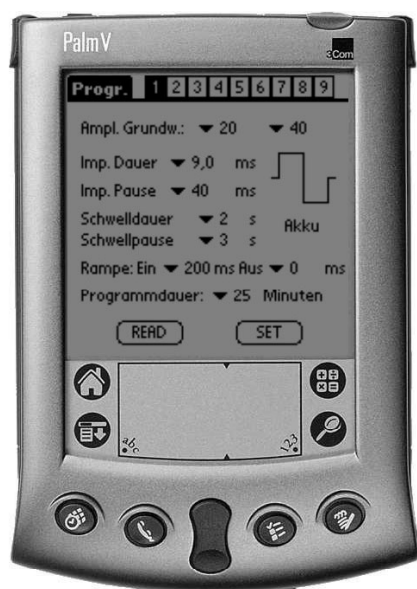 Palm V
3Com
Progr. 1 2 3 4 5 6 7 8 9
Ampl. Grundw.: 20 40
Imp. Dauer 9,0 ms
Imp. Pause 40 ms
Schwelldauer 2 s
Schwellpause 3 s
Akku
Rampe: Ein 200 ms Aus 0 ms
Programmdauer: 25 Minuten
READ SET
abc 123